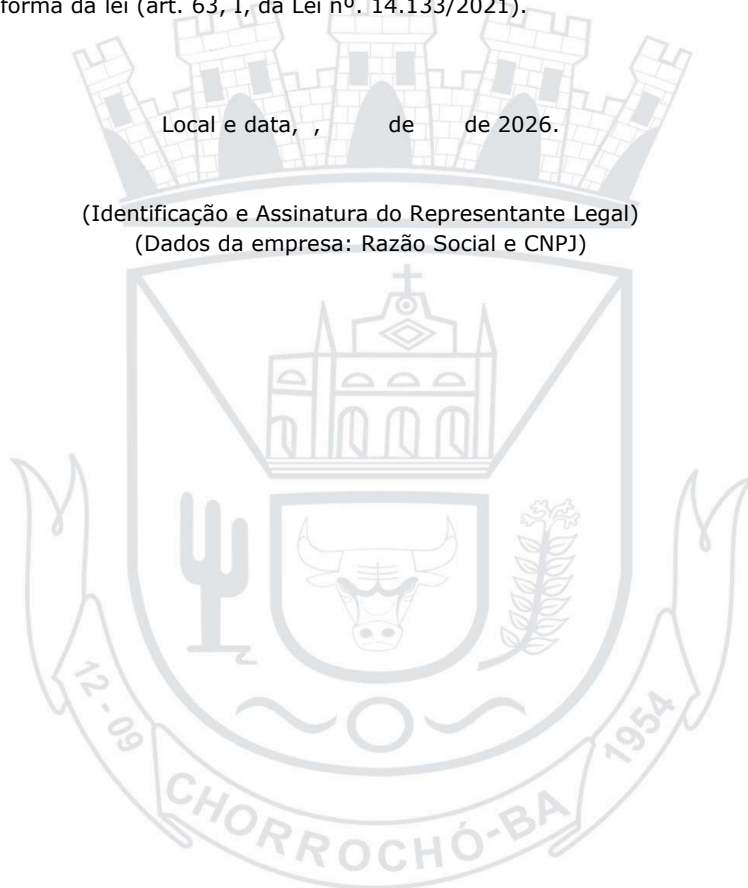 forma da lei (art. 63, I, da Lei nº. 14.133/2021).
Local e data, , de de 2026.
(Identificação e Assinatura do Representante Legal)
(Dados da empresa: Razão Social e CNPJ)
12 - 09
CHORROCHÓ-BA
1954